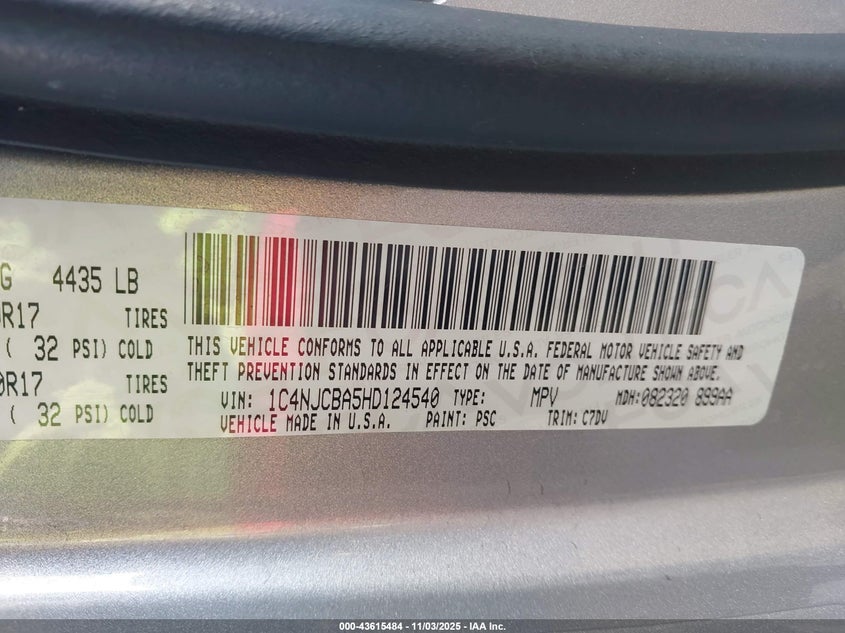 G 4435 LB
R17 TIRES
( 32 PSI) COLD
0R17 TIRES
( 32 PSI) COLD
THIS VEHICLE CONFORMS TO ALL APPLICABLE U.S.A. FEDERAL MOTOR VEHICLE SAFETY AND
THEFT PREVENTION STANDARDS IN EFFECT ON THE DATE OF MANUFACTURE SHOWN ABOVE.
VIN: 1C4NJCBA5HD124540 TYPE: MPV MDH: 082320 899AA
VEHICLE MADE IN U.S.A. PAINT: PSC TRIM: C7DV
000-43615484 - 11/03/2025 - IAA Inc.